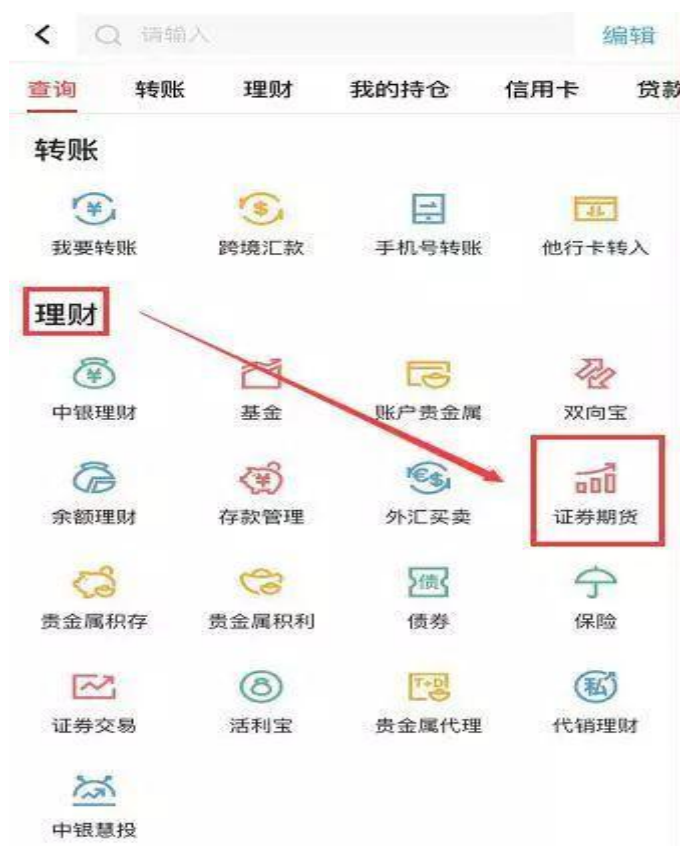 请输入 编辑
查询 转账 理财 我的持仓 信用卡 贷款
转账
我要转账 跨境汇款 手机号转账 他行卡转入
理财
中银理财 基金 账户贵金属 双向宝
余额理财 存款管理 外汇买卖 证券期货
贵金属积存 贵金属积利 债券 保险
债
T+D 私
证券交易 活利宝 贵金属代理 代销理财
中银慧投